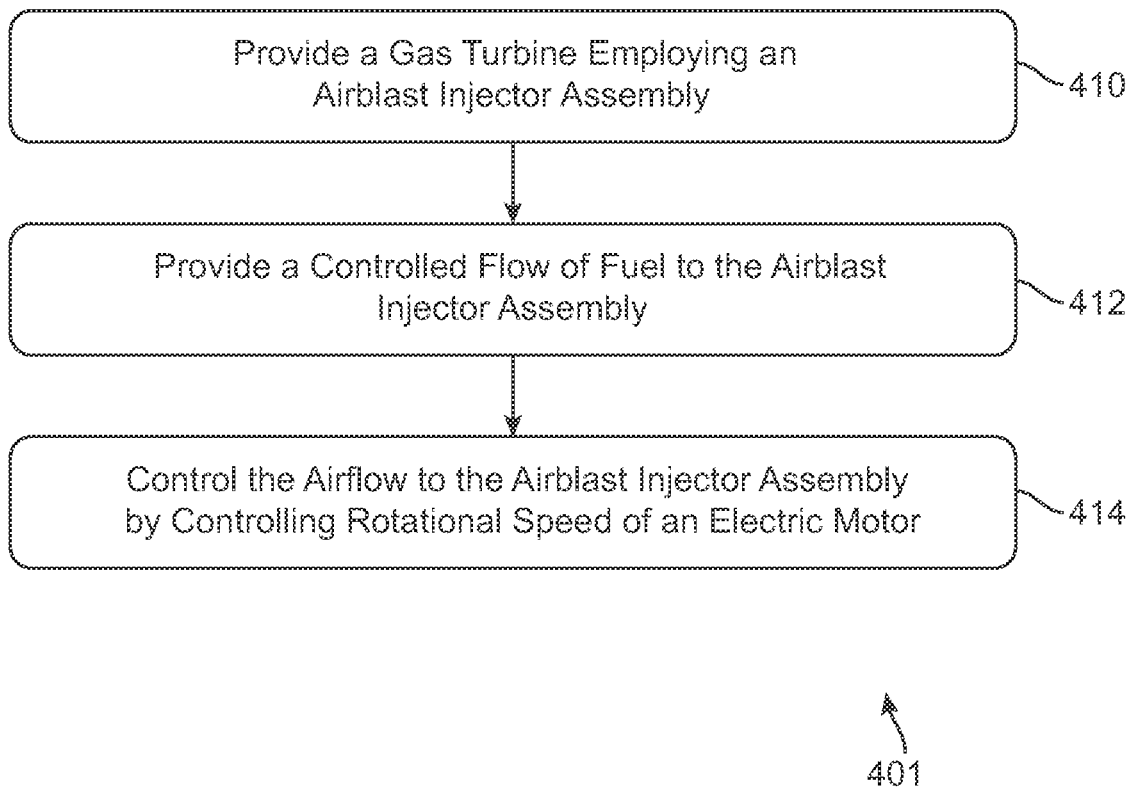 Provide a Gas Turbine Employing an
Airblast Injector Assembly
410
Provide a Controlled Flow of Fuel to the Airblast
Injector Assembly
412
Control the Airflow to the Airblast Injector Assembly
by Controlling Rotational Speed of an Electric Motor
414
401